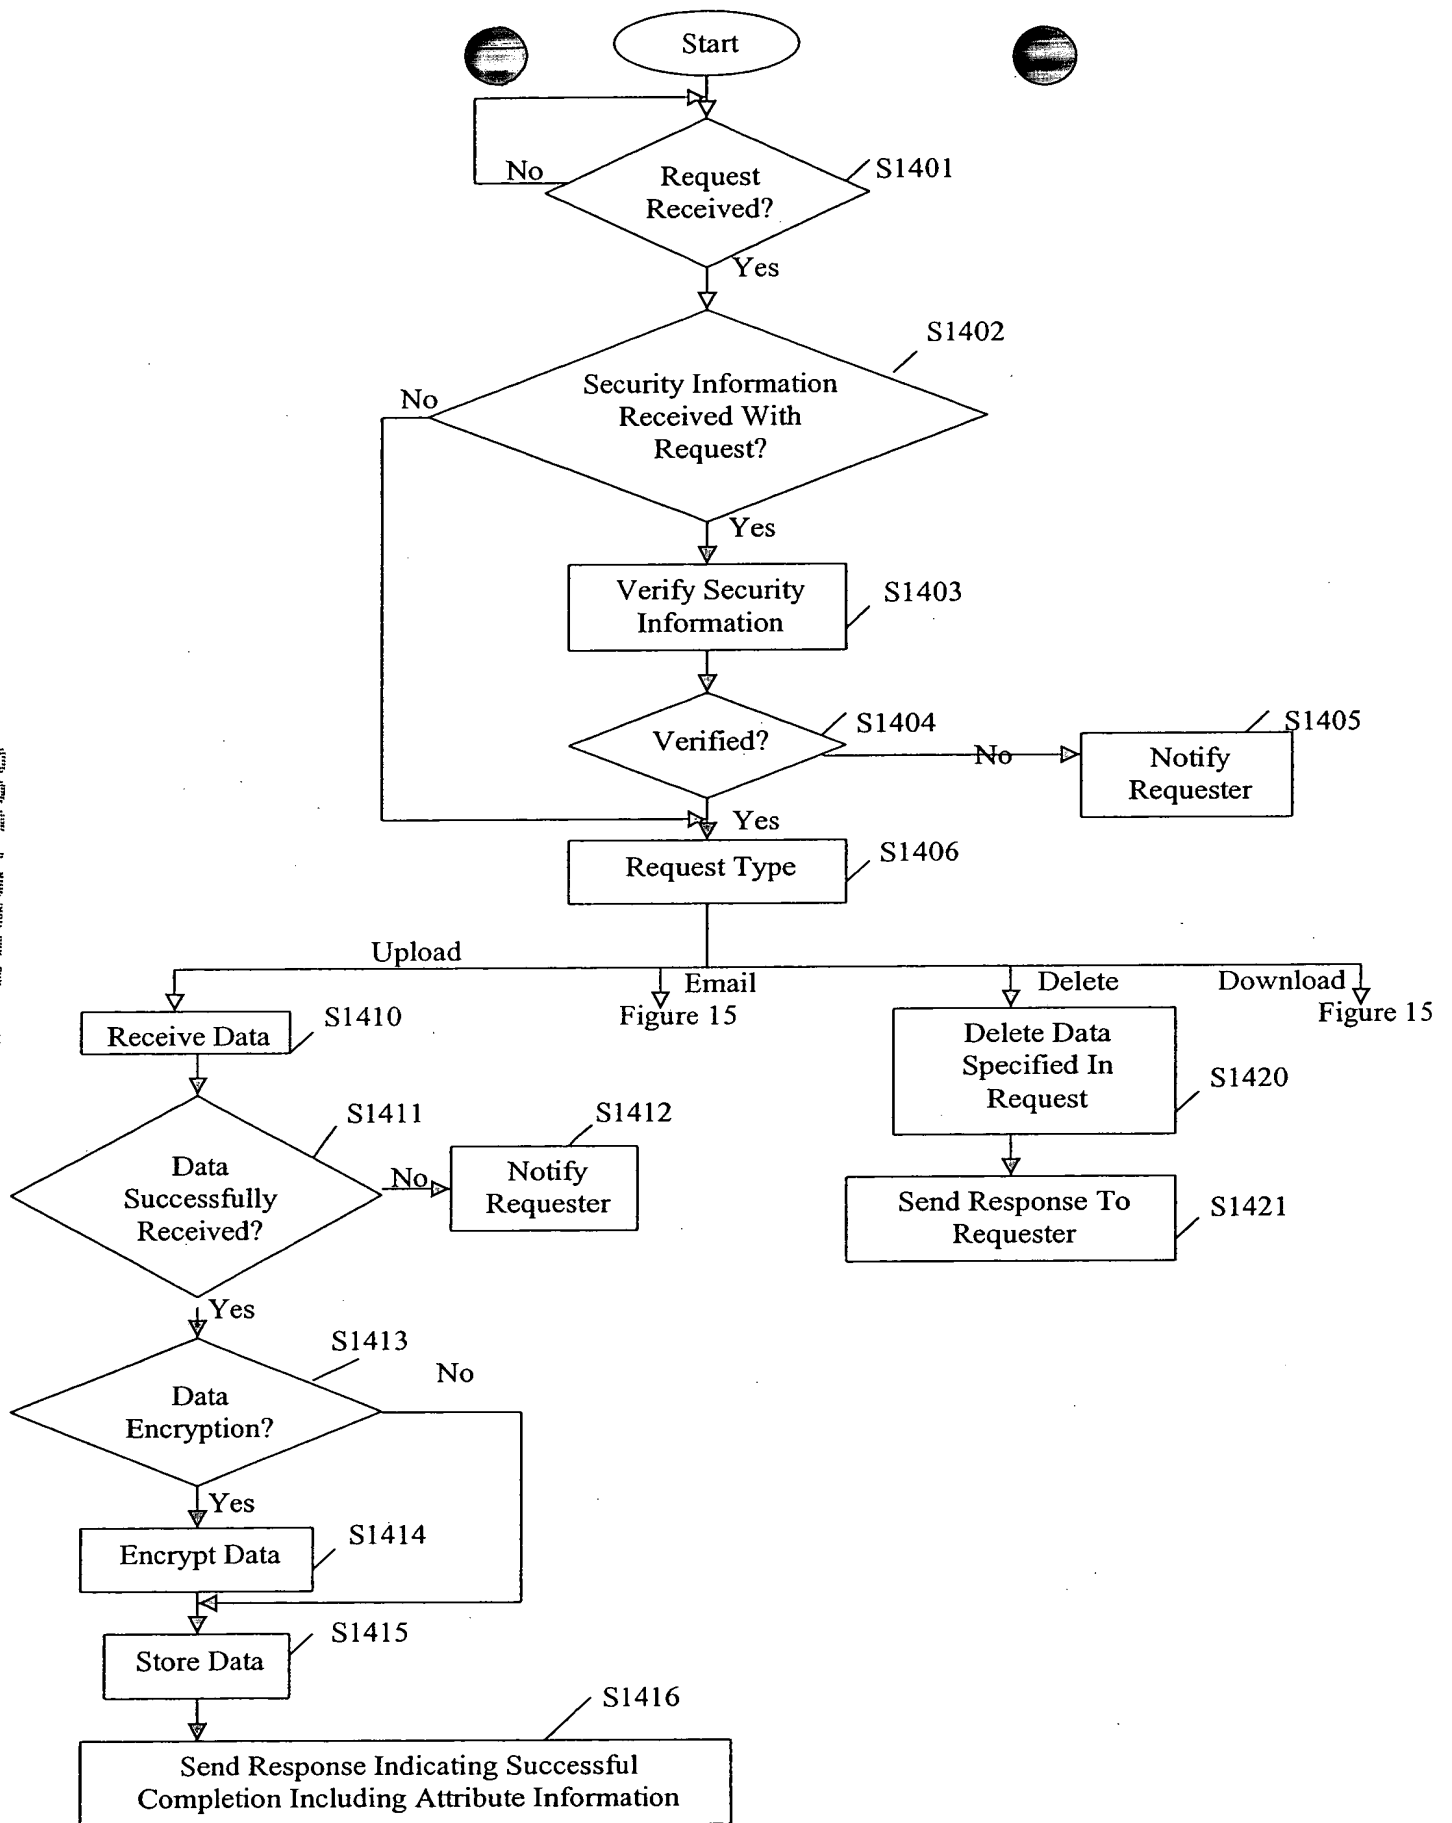 Start
No
Request
Received?
S1401
Yes
S1402
No
Security Information
Received With
Request?
Yes
Verify Security
Information
S1403
Verified?
S1404
No
S1405
Notify
Requester
Yes
Request Type
S1406
Upload
Email
Figure 15
Delete
Download
Figure 15
Receive Data
S1410
Delete Data
Specified In
Request
S1420
S1411
Data
Successfully
Received?
No
S1412
Notify
Requester
Send Response To
Requester
S1421
Yes
S1413
Data
Encryption?
No
Yes
Encrypt Data
S1414
S1415
Store Data
S1416
Send Response Indicating Successful
Completion Including Attribute Information